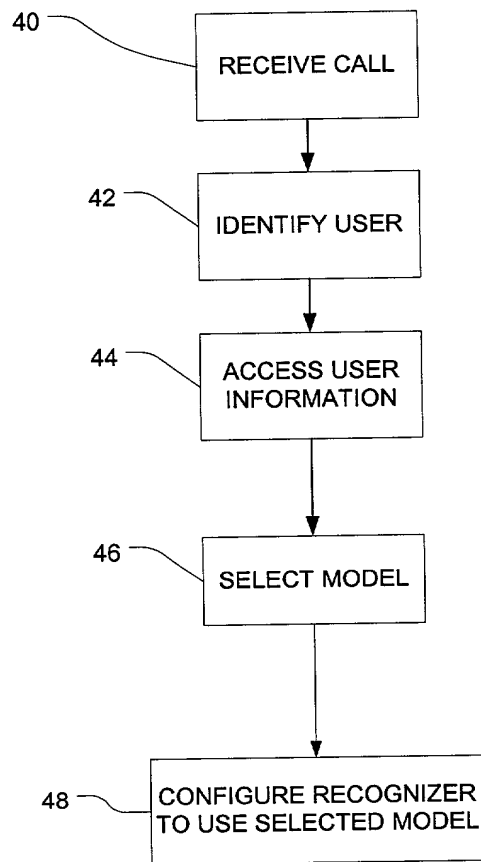 40
RECEIVE CALL
42
IDENTIFY USER
44
ACCESS USER
INFORMATION
46
SELECT MODEL
48
CONFIGURE RECOGNIZER
TO USE SELECTED MODEL